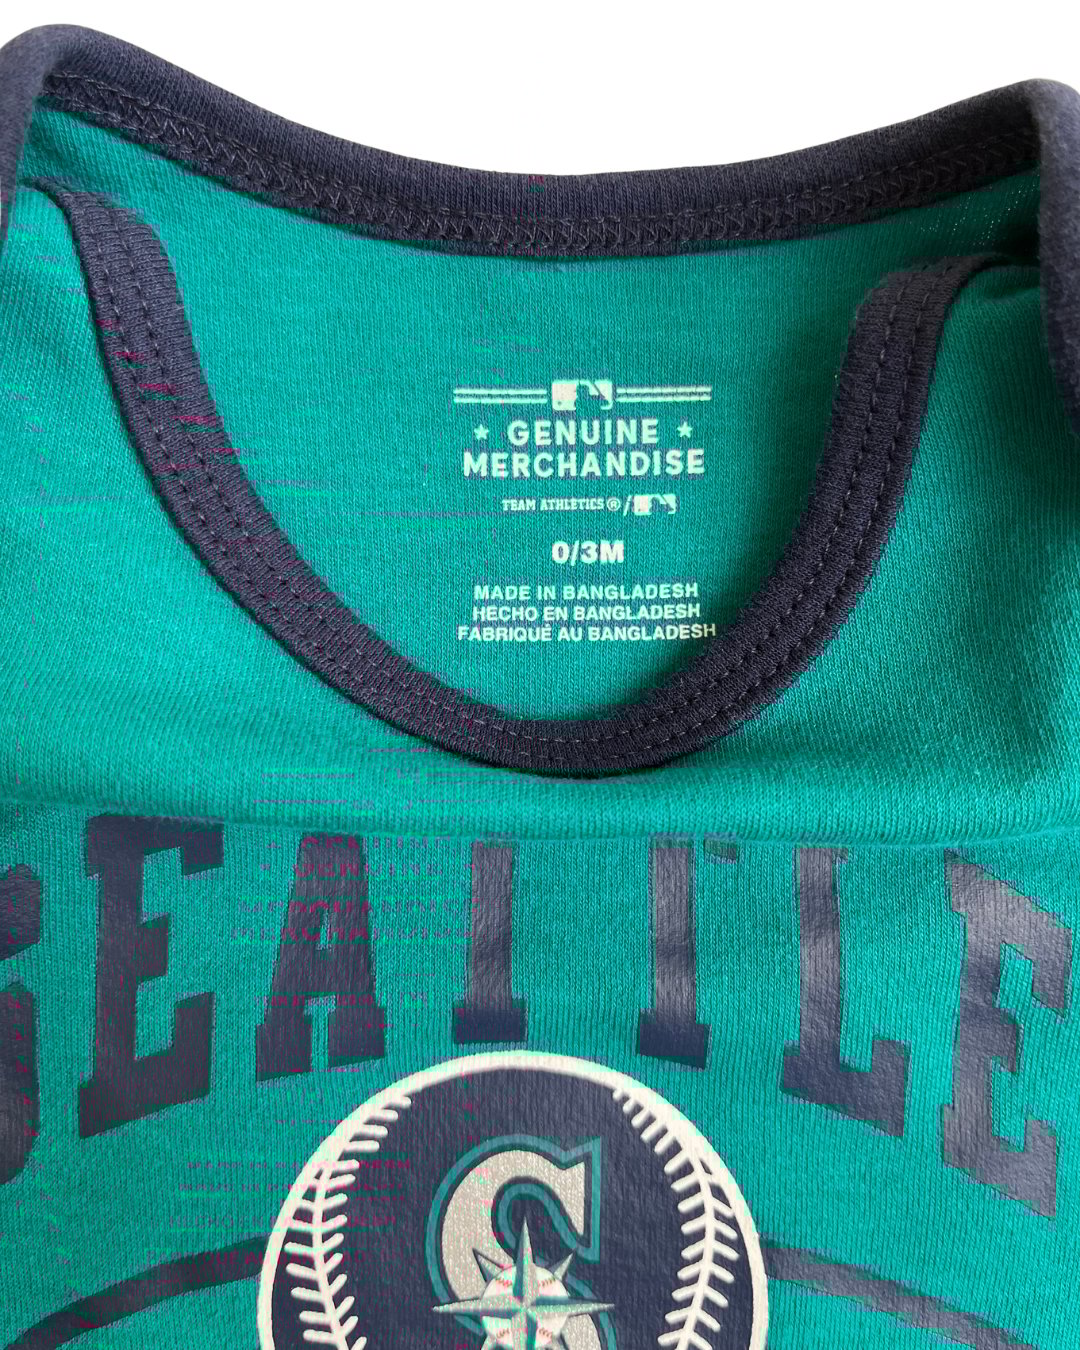 ★ GENUINE ★
MERCHANDISE
TEAM ATHLETICS® /
0/3M
MADE IN BANGLADESH
HECHO EN BANGLADESH
FABRIQUÉ AU BANGLADESH
SEATTLE
S